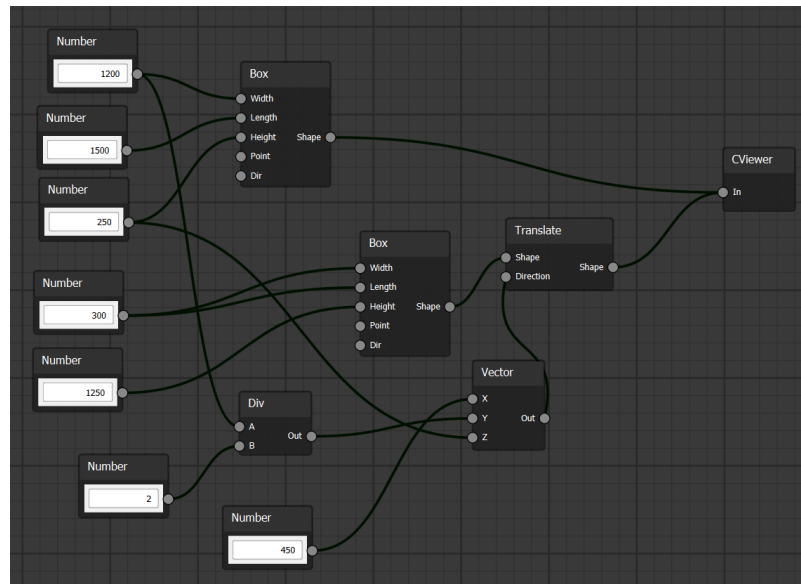 Number
1200
Number
1500
Number
250
Box
Width
Length
Height Shape
Point
Dir
CViewer
In
Number
300
Number
1250
Box
Width
Length
Height Shape
Point
Dir
Translate
Shape
Shape
Direction
Vector
X
Y Out
Z
Div
A
Out
B
Number
2
Number
450